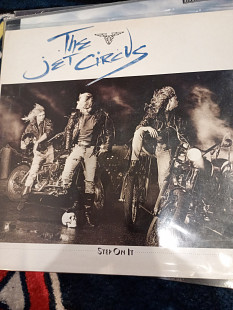 The
Jet Circus
STEP ON IT